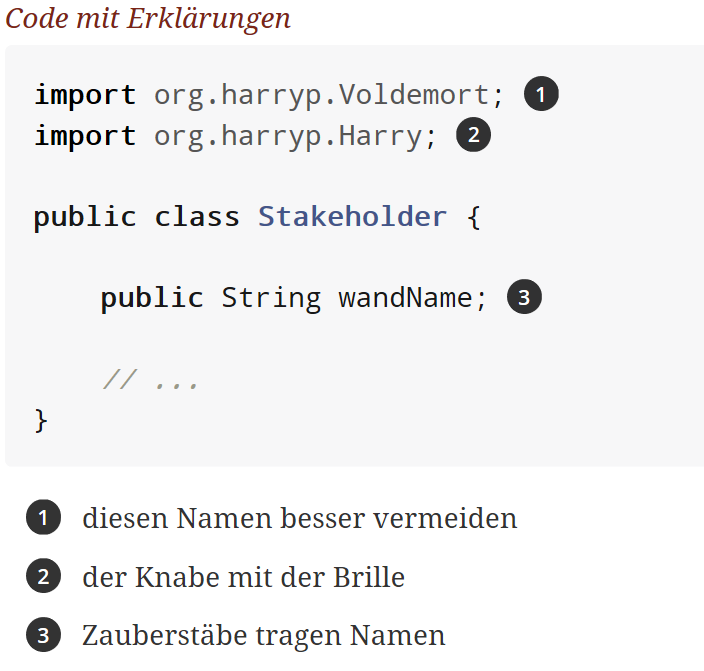 Code mit Erklärungen
import org.harryp.Voldemort; 1
import org.harryp.Harry; 2
public class Stakeholder {
public String wandName; 3
// ...
}
1 diesen Namen besser vermeiden
2 der Knabe mit der Brille
3 Zauberstäbe tragen Namen